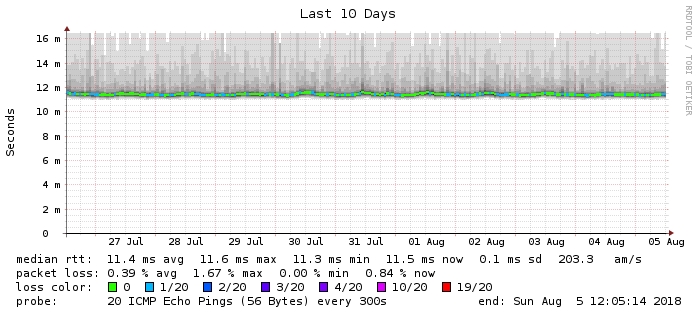 Last 10 Days
RRDTOOL / TOBI OETIKER
Seconds
16 m
14 m
12 m
10 m
8 m
6 m
4 m
2 m
0
27 Jul 28 Jul 29 Jul 30 Jul 31 Jul 01 Aug 02 Aug 03 Aug 04 Aug 05 Aug
median rtt: 11.4 ms avg 11.6 ms max 11.3 ms min 11.5 ms now 0.1 ms sd 203.3 am/s
packet loss: 0.39 % avg 1.67 % max 0.00 % min 0.84 % now
loss color: 0 1/20 2/20 3/20 4/20 10/20 19/20
probe: 20 ICMP Echo Pings (56 Bytes) every 300s end: Sun Aug 5 12:05:14 2018